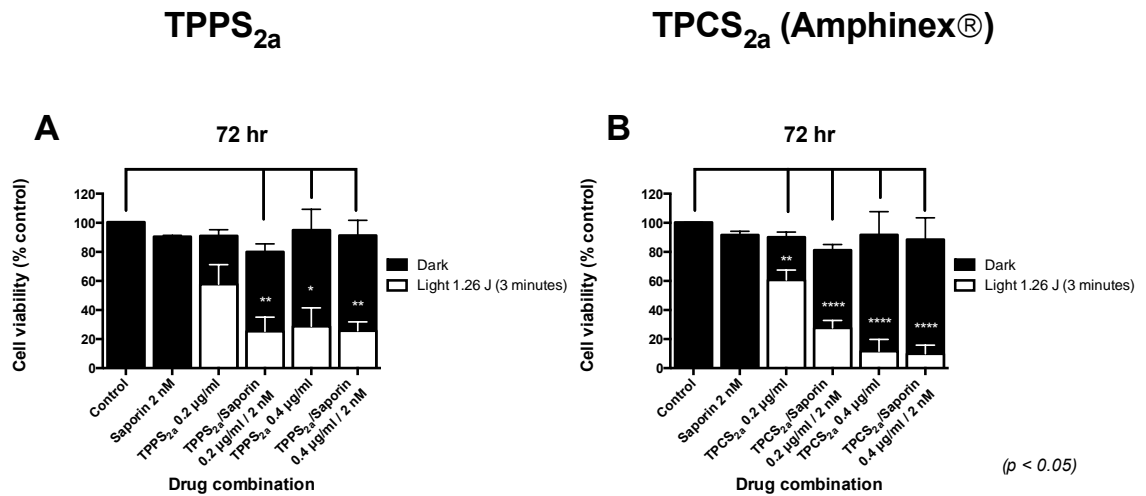 TPPS2a
TPCS2a (Amphinex®)
A
72 hr
Cell viability (% control)
120
100
80
60
40
20
0
**
*
**
Dark
Light 1.26 J (3 minutes)
Control
Saporin 2 nM
TPPS2a 0.2 µg/ml
TPPS2a/Saporin
0.2 µg/ml / 2 nM
TPPS2a 0.4 µg/ml
TPPS2a/Saporin
0.4 µg/ml / 2 nM
Drug combination
B
72 hr
Cell viability (% control)
120
100
80
60
40
20
0
**
****
****
****
Dark
Light 1.26 J (3 minutes)
Control
Saporin 2 nM
TPCS2a 0.2 µg/ml
TPCS2a/Saporin
0.2 µg/ml / 2 nM
TPCS2a 0.4 µg/ml
TPCS2a/Saporin
0.4 µg/ml / 2 nM
Drug combination
(p < 0.05)